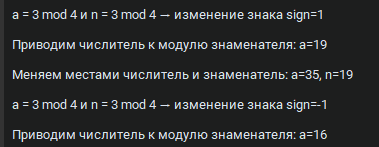 a = 3 mod 4 и n = 3 mod 4 → изменение знака sign=1
Приводим числитель к модулю знаменателя: a=19
Меняем местами числитель и знаменатель: a=35, n=19
a = 3 mod 4 и n = 3 mod 4 → изменение знака sign=-1
Приводим числитель к модулю знаменателя: a=16